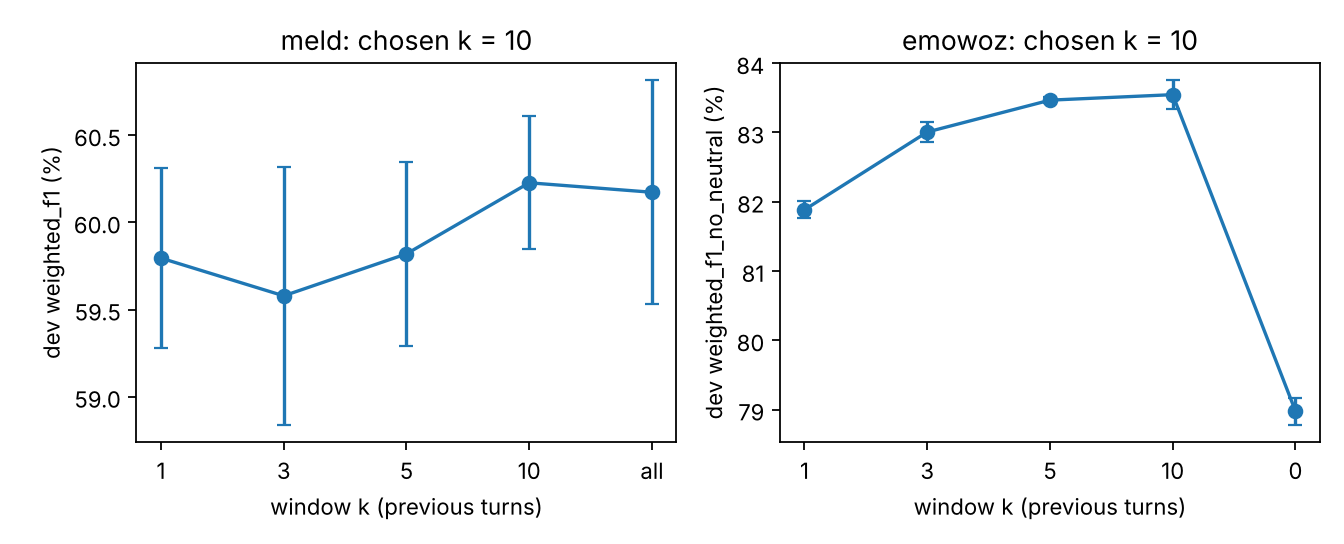 meld: chosen k = 10
dev weighted_f1 (%)
60.5
60.0
59.5
59.0
1 3 5 10 all
window k (previous turns)
emowoz: chosen k = 10
dev weighted_f1_no_neutral (%)
84
83
82
81
80
79
1 3 5 10 0
window k (previous turns)